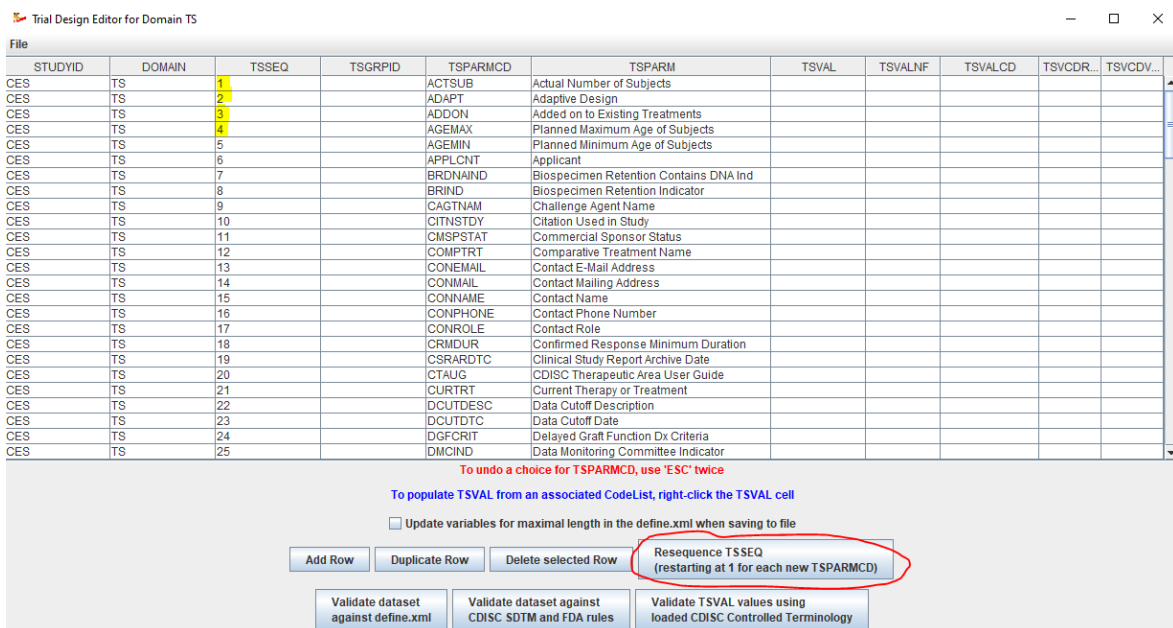 Trial Design Editor for Domain TS
File
STUDYID DOMAIN TSSEQ TSGRPID TSPARMCD TSPARM TSVAL TSVALNF TSVALCD TSVCDR... TSVCDV...
CES TS 1 ACTSUB Actual Number of Subjects
CES TS 2 ADAPT Adaptive Design
CES TS 3 ADDON Added on to Existing Treatments
CES TS 4 AGEMAX Planned Maximum Age of Subjects
CES TS 5 AGEMIN Planned Minimum Age of Subjects
CES TS 6 APPLCNT Applicant
CES TS 7 BRDNAIND Biospecimen Retention Contains DNA Ind
CES TS 8 BRIND Biospecimen Retention Indicator
CES TS 9 CAGTNAM Challenge Agent Name
CES TS 10 CITNSTDY Citation Used in Study
CES TS 11 CMSPSTAT Commercial Sponsor Status
CES TS 12 COMPTRT Comparative Treatment Name
CES TS 13 CONEMAIL Contact E-Mail Address
CES TS 14 CONMAIL Contact Mailing Address
CES TS 15 CONNAME Contact Name
CES TS 16 CONPHONE Contact Phone Number
CES TS 17 CONROLE Contact Role
CES TS 18 CRMDUR Confirmed Response Minimum Duration
CES TS 19 CSRARDTC Clinical Study Report Archive Date
CES TS 20 CTAUG CDISC Therapeutic Area User Guide
CES TS 21 CURTRT Current Therapy or Treatment
CES TS 22 DCUTDESC Data Cutoff Description
CES TS 23 DCUTDTC Data Cutoff Date
CES TS 24 DGFCRIT Delayed Graft Function Dx Criteria
CES TS 25 DMCIND Data Monitoring Committee Indicator
To undo a choice for TSPARMCD, use 'ESC' twice
To populate TSVAL from an associated CodeList, right-click the TSVAL cell
Update variables for maximal length in the define.xml when saving to file
Add Row Duplicate Row Delete selected Row
Resequence TSSEQ
(restarting at 1 for each new TSPARMCD)
Validate dataset
against define.xml
Validate dataset against
CDISC SDTM and FDA rules
Validate TSVAL values using
loaded CDISC Controlled Terminology